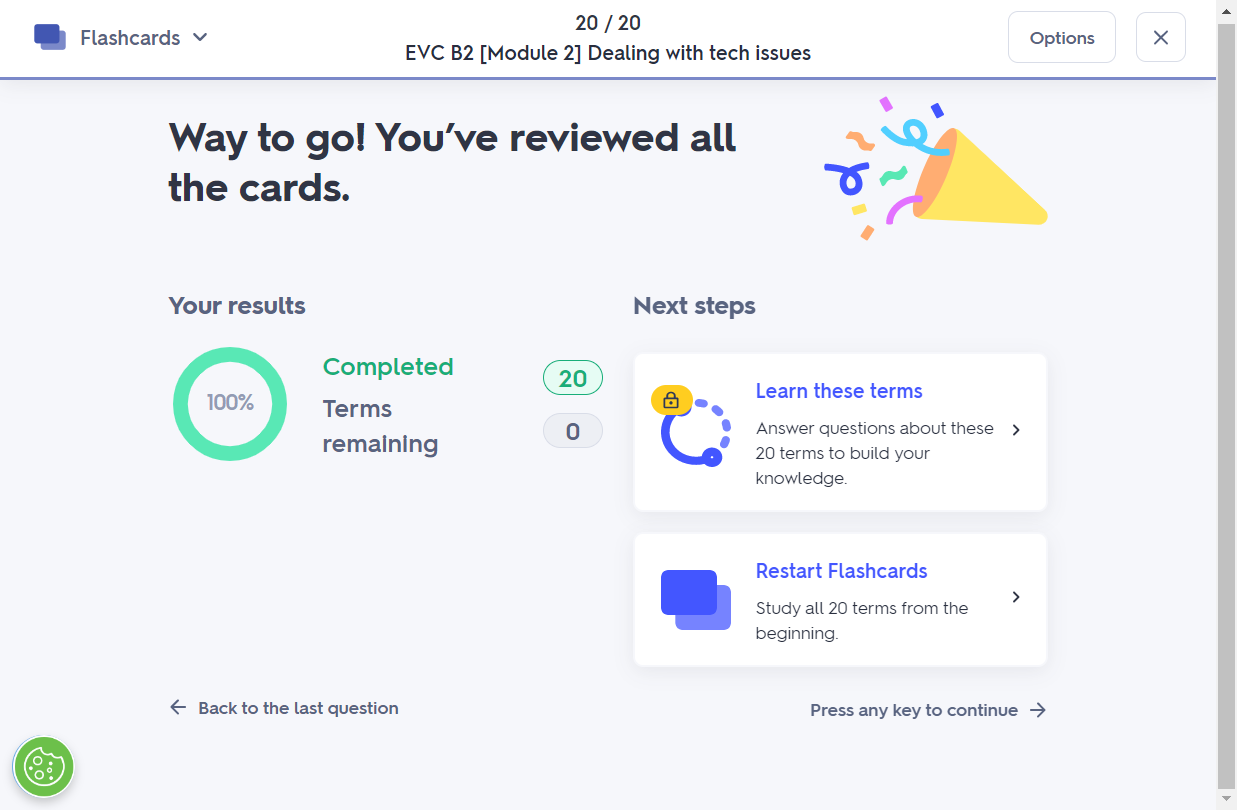 Flashcards
20 / 20
EVC B2 [Module 2] Dealing with tech issues
Options
Way to go! You’ve reviewed all
the cards.
Your results
100%
Completed
20
Terms
remaining
0
Next steps
Learn these terms
Answer questions about these
20 terms to build your
knowledge.
Restart Flashcards
Study all 20 terms from the
beginning.
Back to the last question
Press any key to continue